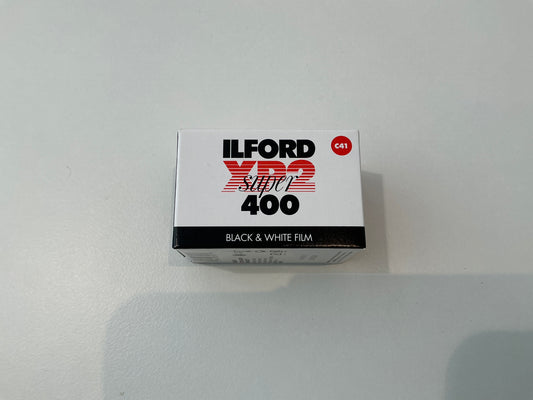 ILFORD
C41
XP2
super
400
BLACK & WHITE FILM